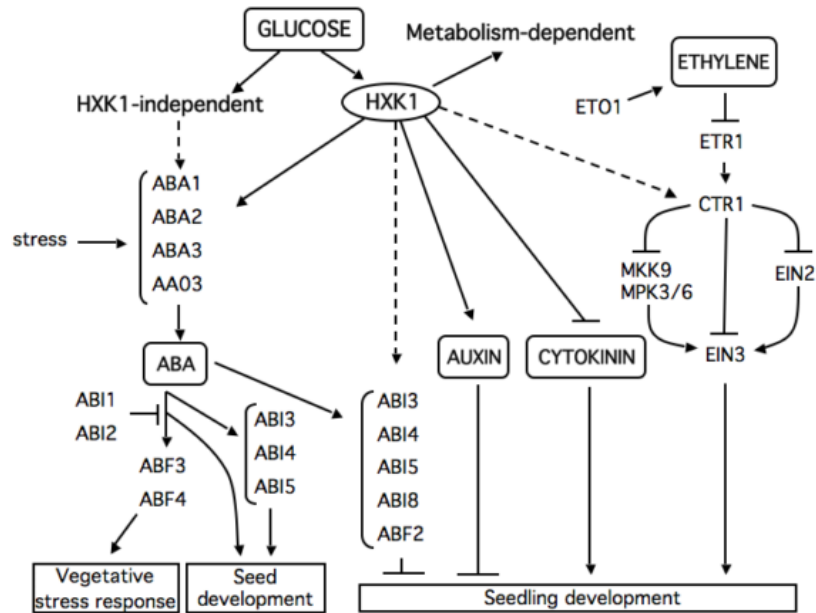 GLUCOSE
Metabolism-dependent
ETHYLENE
HXK1-independent
HXK1
ETO1
ETR1
ABA1
ABA2
ABA3
AAO3
stress
CTR1
MKK9
MPK3/6
EIN2
EIN3
ABA
AUXIN
CYTOKININ
ABI1
ABI2
ABI3
ABI4
ABI5
ABF3
ABF4
ABI3
ABI4
ABI5
ABI8
ABF2
Vegetative
stress response
Seed
development
Seedling development